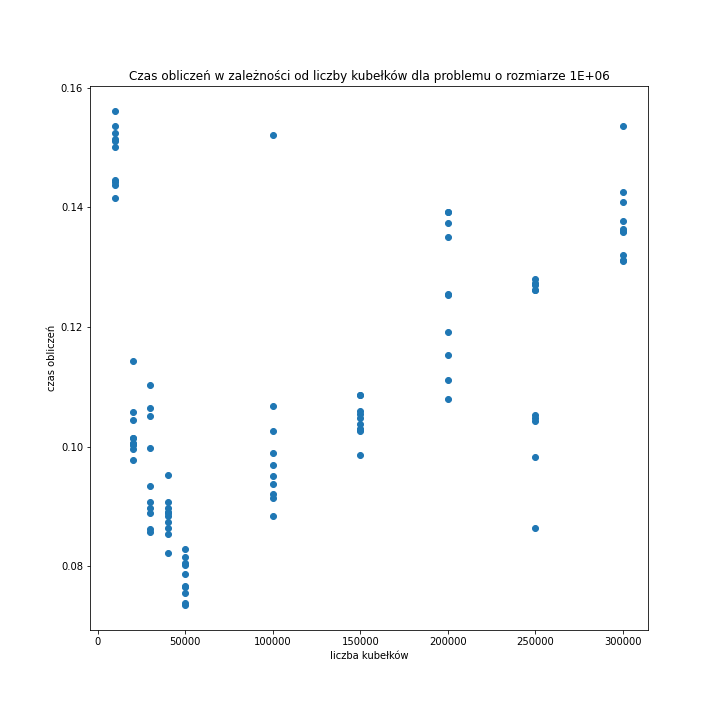 Czas obliczeń w zależności od liczby kubełków dla problemu o rozmiarze 1E+06
0.16
0.14
0.12
0.10
0.08
czas obliczeń
0 50000 100000 150000 200000 250000 300000
liczba kubełków